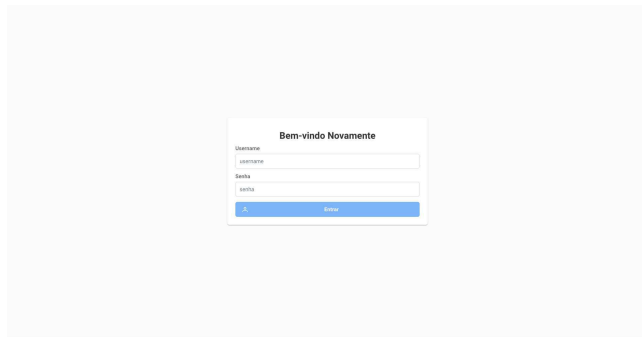 Bem-vindo Novamente
Username
username
Senha
senha
Entrar